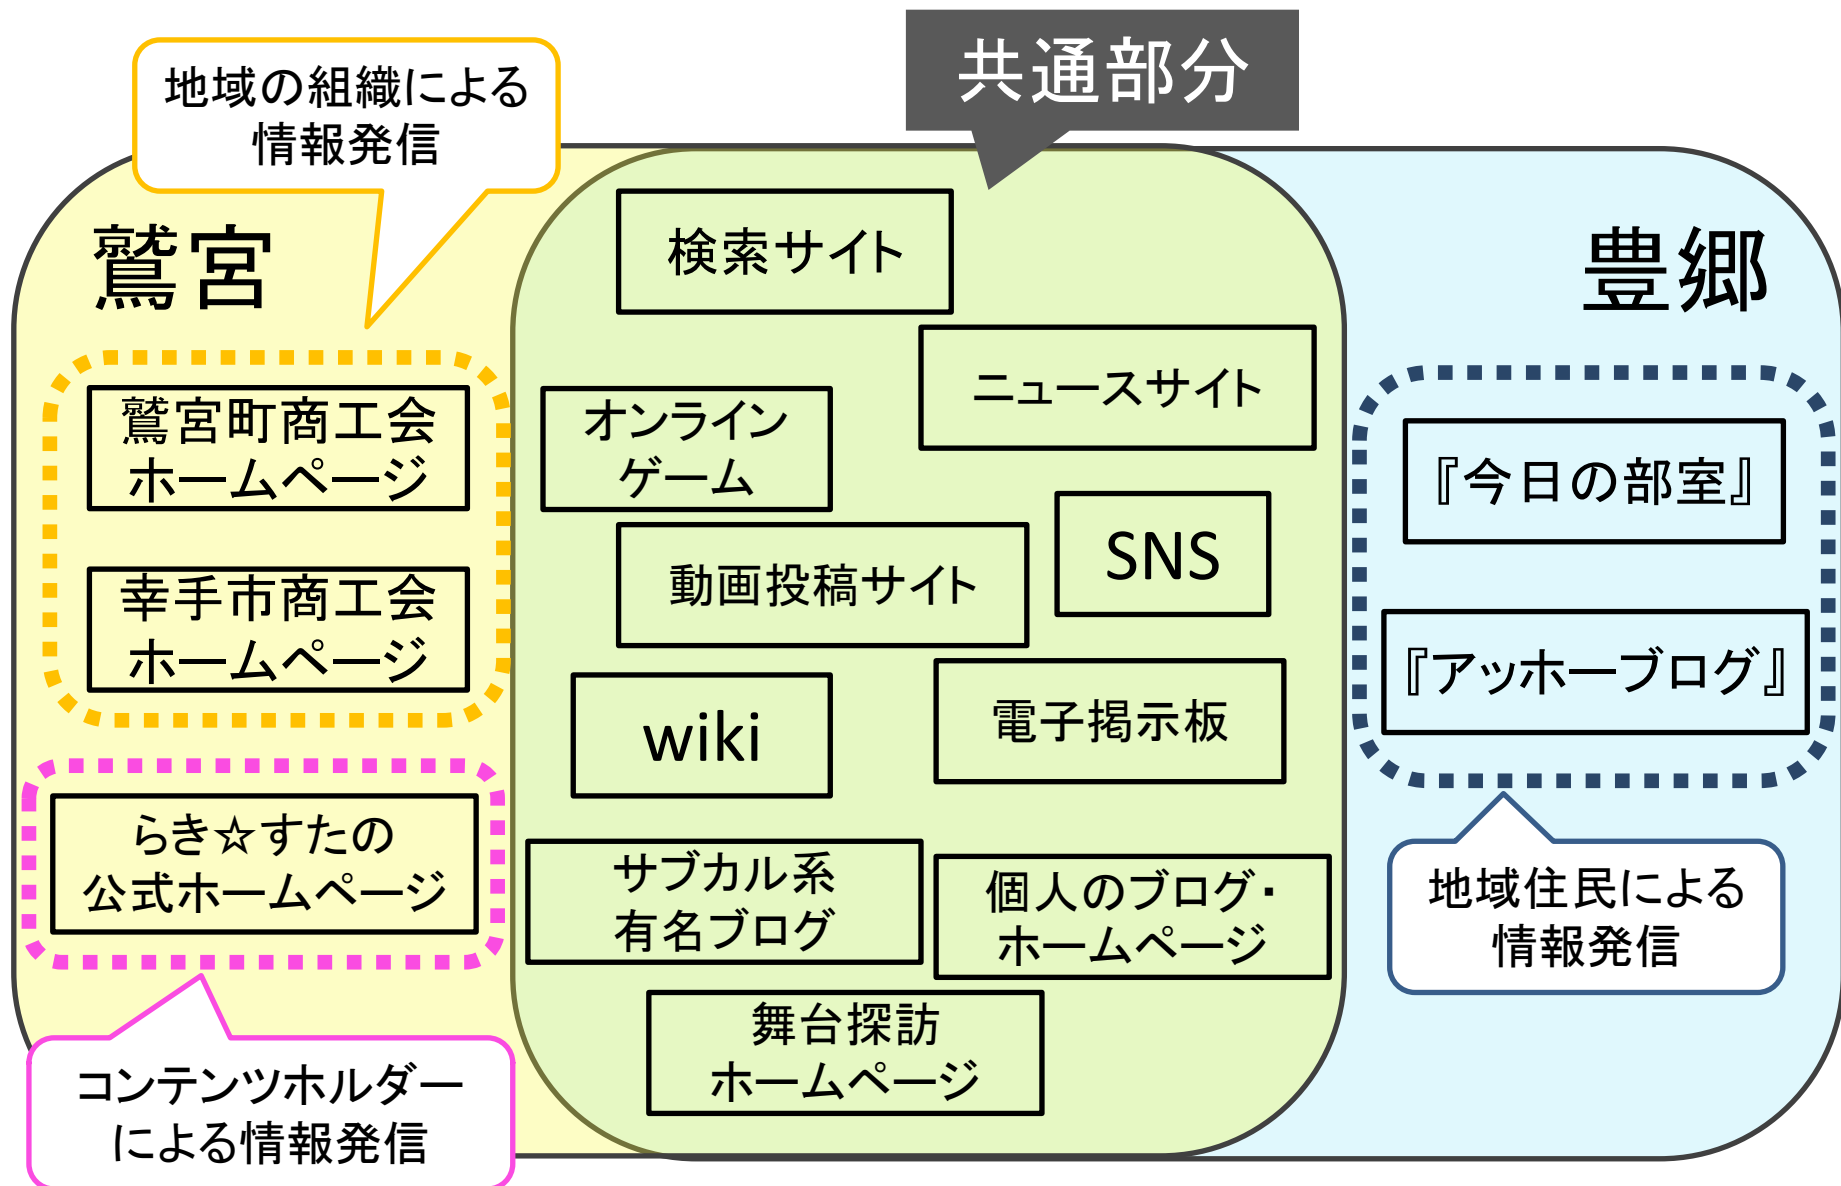 共通部分
地域の組織による
情報発信
鷲宮
豊郷
検索サイト
ニュースサイト
オンライン
ゲーム
SNS
動画投稿サイト
wiki
電子掲示板
サブカル系
有名ブログ
個人のブログ・
ホームページ
舞台探訪
ホームページ
鷲宮町商工会
ホームページ
幸手市商工会
ホームページ
らき☆すたの
公式ホームページ
コンテンツホルダー
による情報発信
『今日の部室』
『アッホーブログ』
地域住民による
情報発信